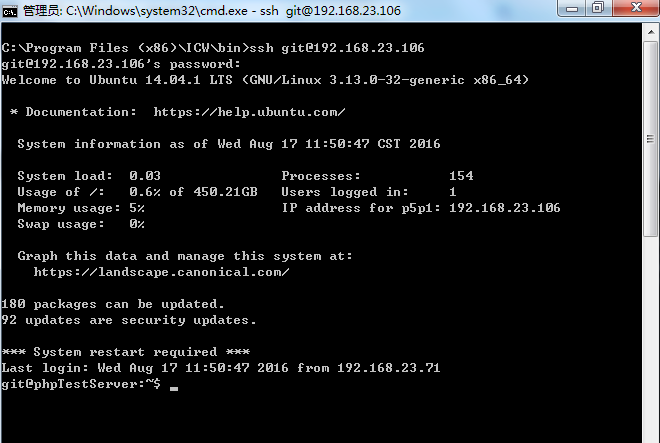 管理员: C:\Windows\system32\cmd.exe - ssh  git@192.168.23.106
C:\Program Files (x86)\ICW\bin>ssh git@192.168.23.106
git@192.168.23.106's password:
Welcome to Ubuntu 14.04.1 LTS (GNU/Linux 3.13.0-32-generic x86_64)
* Documentation:  https://help.ubuntu.com/
System information as of Wed Aug 17 11:50:47 CST 2016
System load:  0.03               Processes:           154
Usage of /:   0.6% of 450.21GB   Users logged in:     1
Memory usage: 5%                 IP address for p5p1: 192.168.23.106
Swap usage:   0%
Graph this data and manage this system at:
https://landscape.canonical.com/
180 packages can be updated.
92 updates are security updates.
*** System restart required ***
Last login: Wed Aug 17 11:50:47 2016 from 192.168.23.71
git@phpTestServer:~$ _